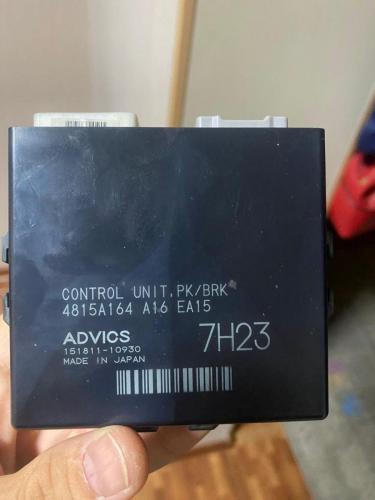 CONTROL UNIT,PK/BRK
4815A164 A16 EA15
ADVICS 7H23
151811-10930
MADE IN JAPAN